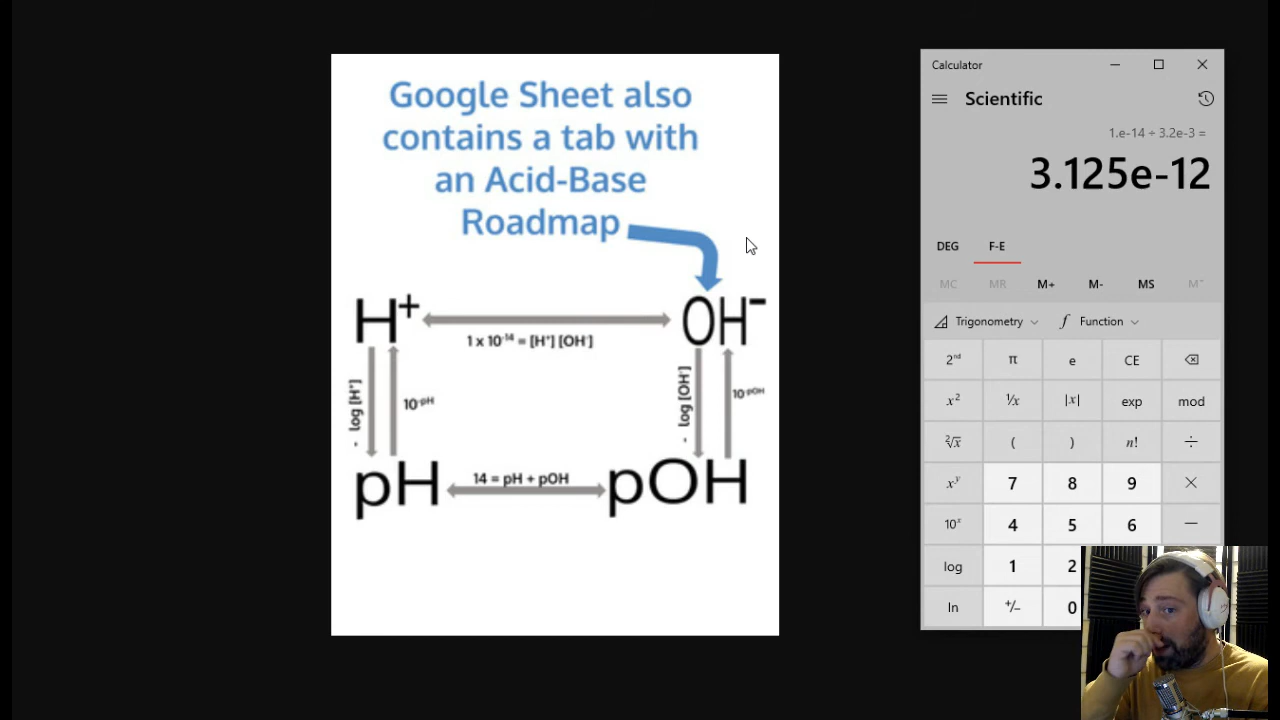 Google Sheet also
contains a tab with
an Acid-Base
Roadmap
H⁺
OH⁻
1 x 10⁻¹⁴ = [H⁺] [OH⁻]
- log [H⁺]
10⁻ᵖᴴ
- log [OH⁻]
10⁻ᵖᴼᴴ
pH
14 = pH + pOH
pOH
Calculator
Scientific
1.e-14 ÷ 3.2e-3 =
3.125e-12
DEG F-E
MC MR M+ M- MS M˅
Trigonometry f Function
2ⁿᵈ π e CE
x² ¹/x |x| exp mod
²√x ( ) n! ÷
xʸ 7 8 9 ×
10ˣ 4 5 6 −
log 1 2
ln +/− 0